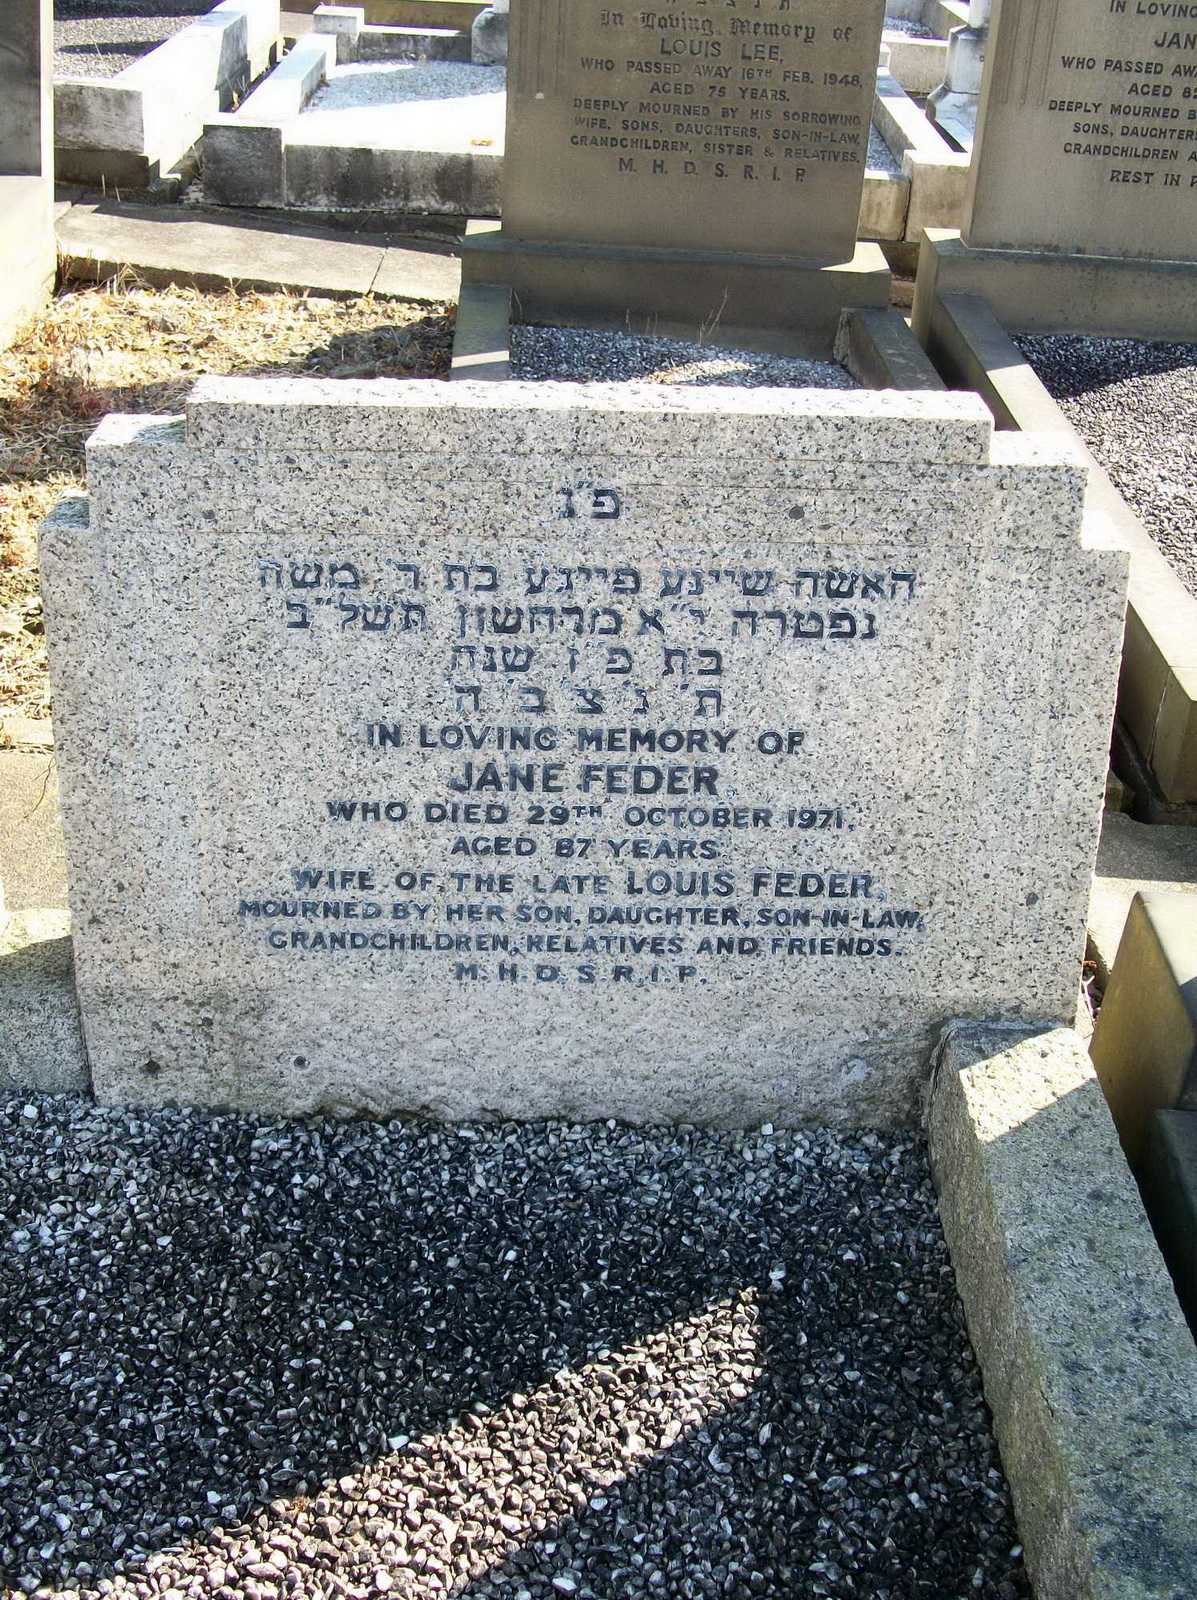 ת נ צ ב ה
In Loving Memory of
LOUIS LEE,
WHO PASSED AWAY 16TH FEB. 1948,
AGED 75 YEARS.
DEEPLY MOURNED BY HIS SORROWING
WIFE, SONS, DAUGHTERS, SON-IN-LAW,
GRANDCHILDREN, SISTER & RELATIVES.
M. H. D. S. R. I. P.
IN LOVING
JAN
WHO PASSED AWA
AGED 8
DEEPLY MOURNED B
SONS, DAUGHTER
GRANDCHILDREN A
REST IN P
פ״נ
האשה שיינע פייגע בת ר׳ משה
נפטרה י״א מרחשון תשל״ב
בת פ״ז שנה
ת׳ נ׳ צ׳ ב׳ ה
IN LOVING MEMORY OF
JANE FEDER
WHO DIED 29TH OCTOBER 1971,
AGED 87 YEARS.
WIFE OF THE LATE LOUIS FEDER,
MOURNED BY HER SON, DAUGHTER, SON-IN-LAW,
GRANDCHILDREN, RELATIVES AND FRIENDS.
M. H. D. S. R. I. P.